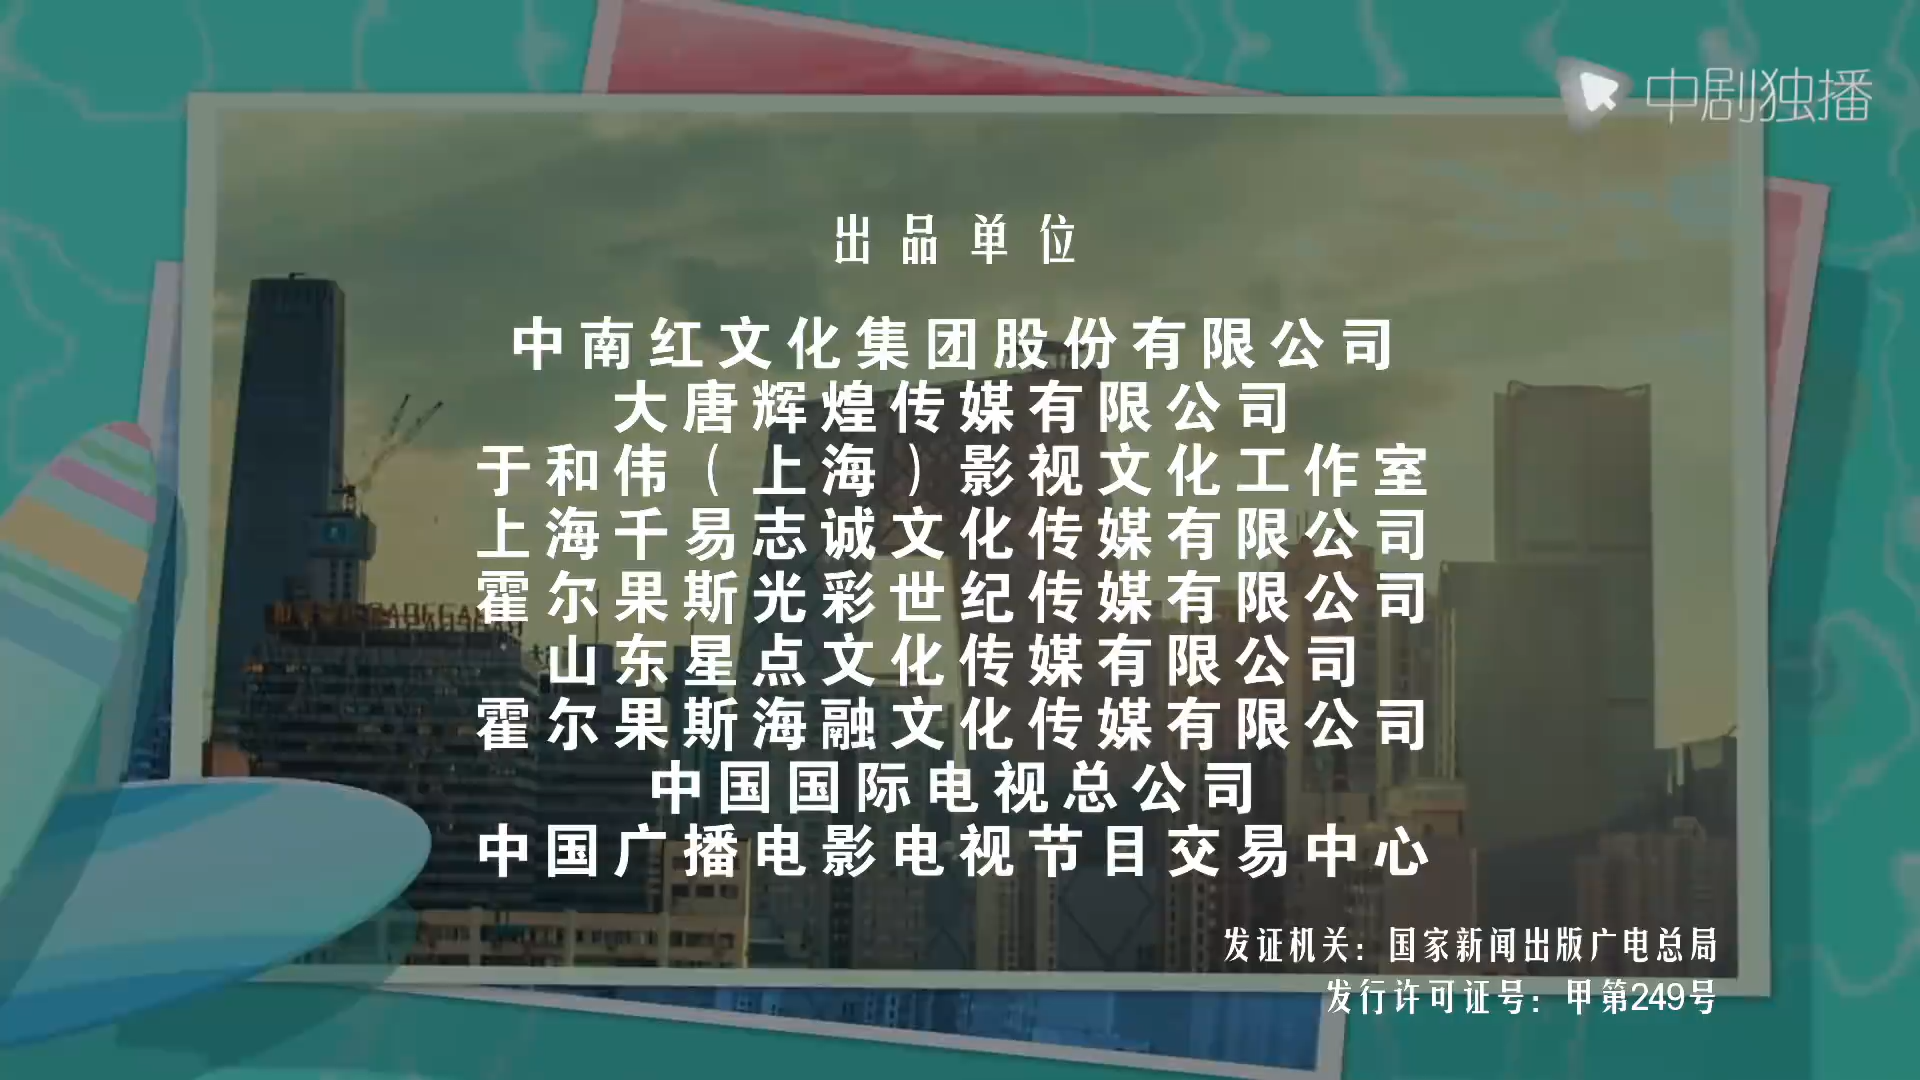 中剧独播
出品单位
中南红文化集团股份有限公司
大唐辉煌传媒有限公司
于和伟（上海）影视文化工作室
上海千易志诚文化传媒有限公司
霍尔果斯光彩世纪传媒有限公司
山东星点文化传媒有限公司
霍尔果斯海融文化传媒有限公司
中国国际电视总公司
中国广播电影电视节目交易中心
发证机关：国家新闻出版广电总局
发行许可证号：甲第249号